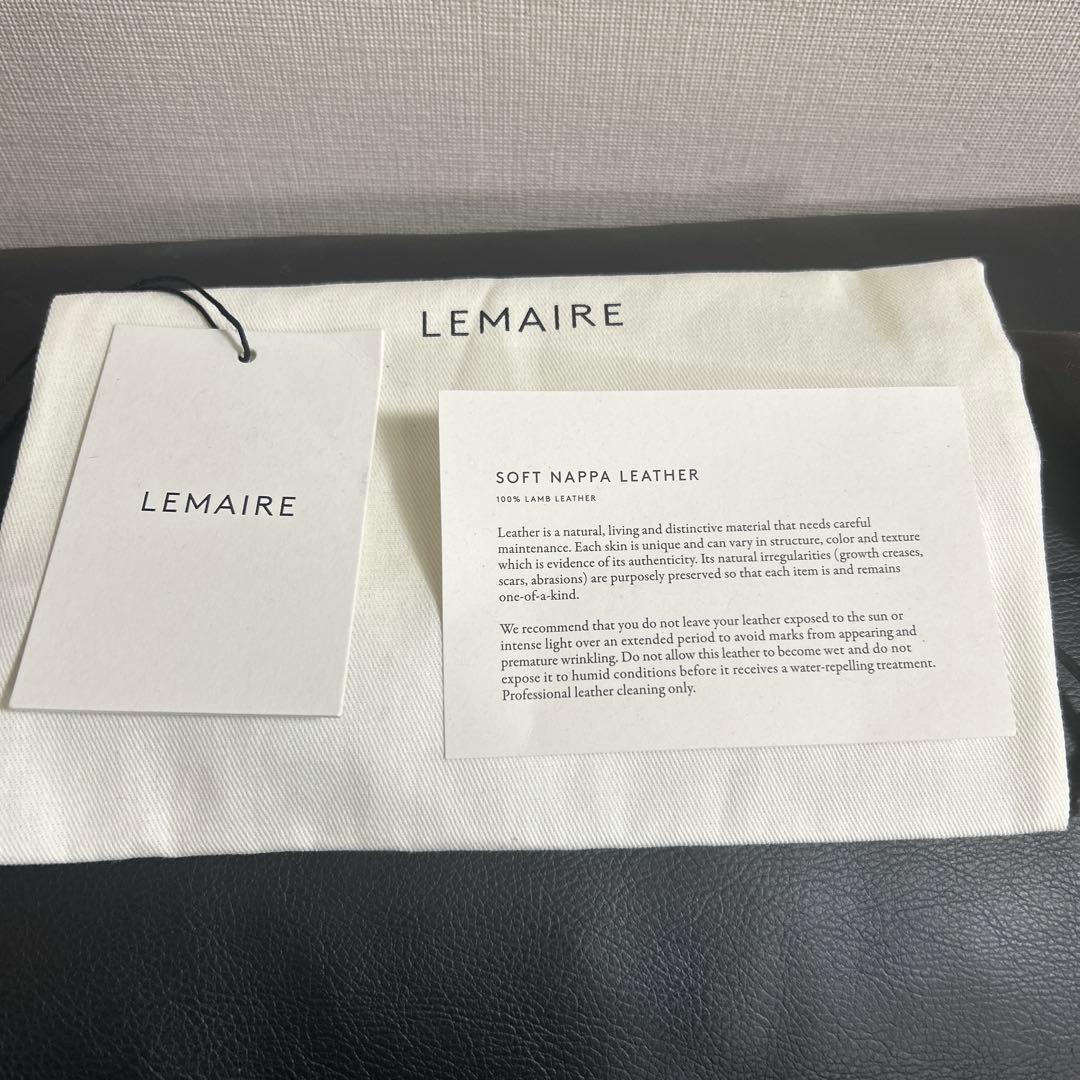 LEMAIRE
LEMAIRE
SOFT NAPPA LEATHER
100% LAMB LEATHER
Leather is a natural, living and distinctive material that needs careful
maintenance. Each skin is unique and can vary in structure, color and texture
which is evidence of its authenticity. Its natural irregularities (growth creases,
scars, abrasions) are purposely preserved so that each item is and remains
one-of-a-kind.
We recommend that you do not leave your leather exposed to the sun or
intense light over an extended period to avoid marks from appearing and
premature wrinkling. Do not allow this leather to become wet and do not
expose it to humid conditions before it receives a water-repelling treatment.
Professional leather cleaning only.